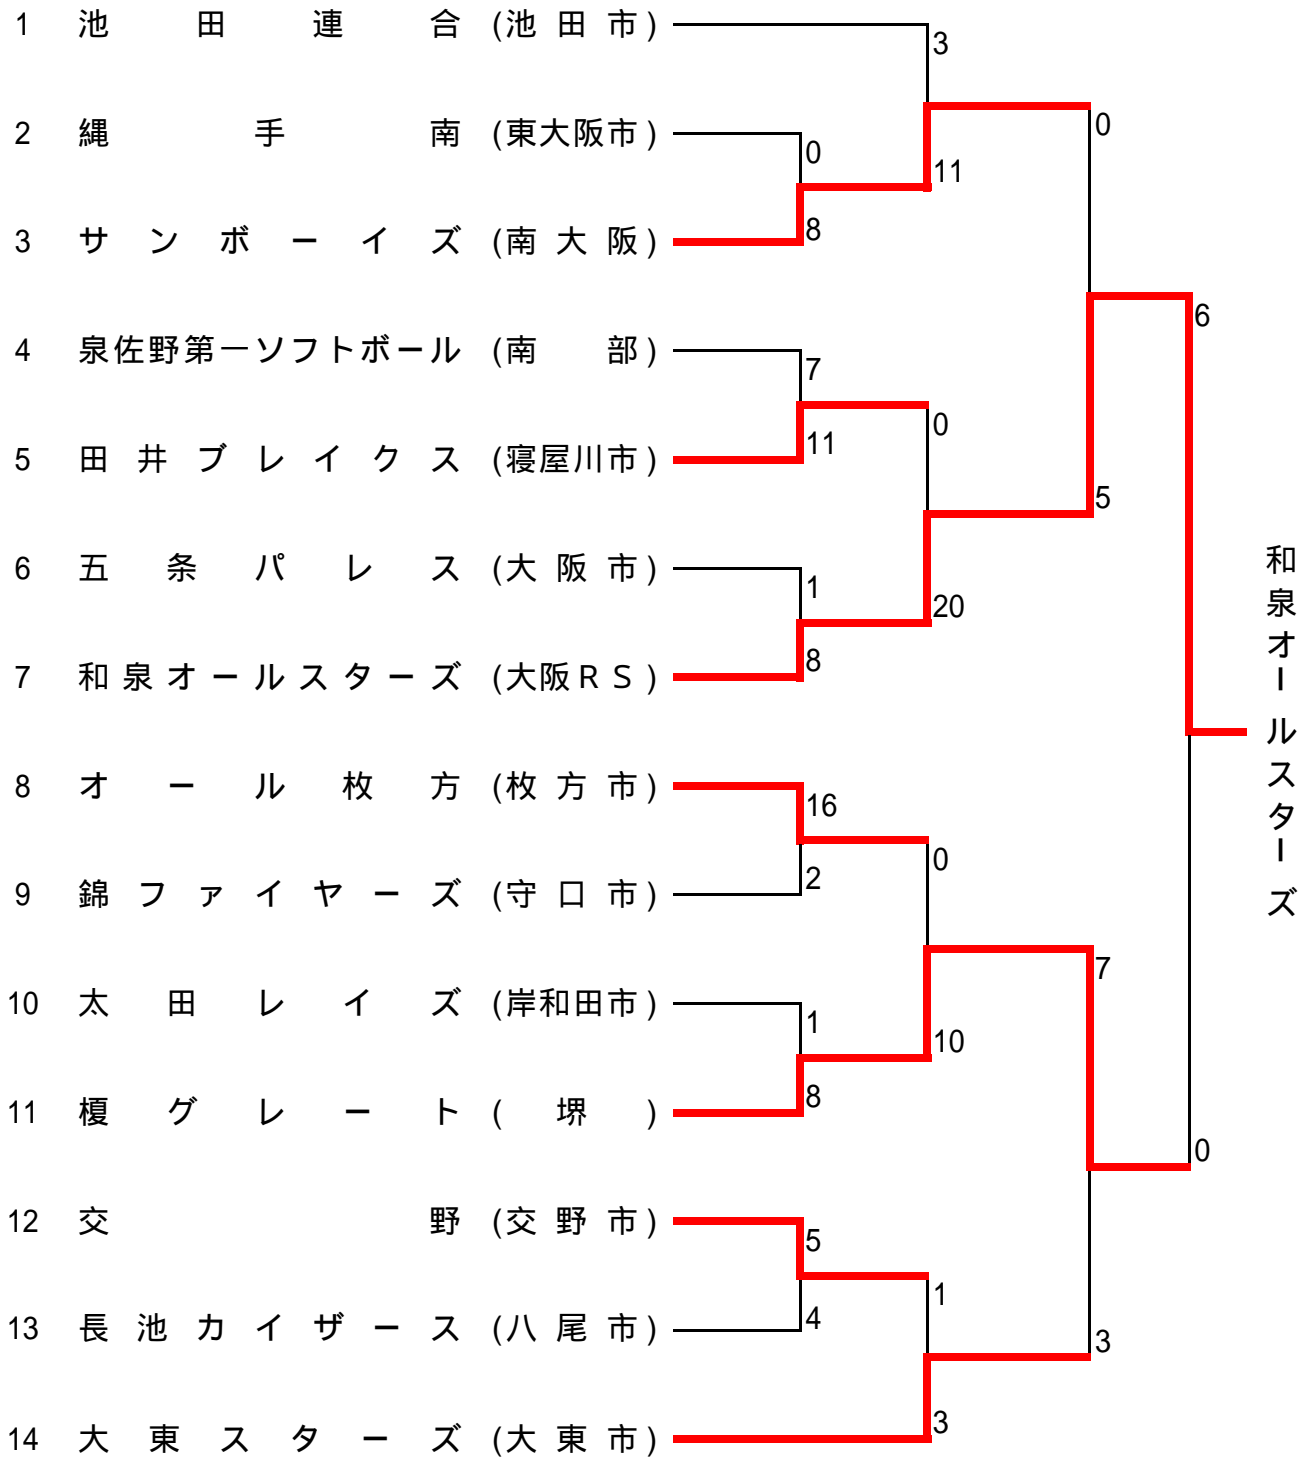 1 池田連合 (池田市)
3
2 縄手南 (東大阪市)
0
0
11
3 サンボーイズ (南大阪)
8
6
4 泉佐野第一ソフトボール (南部)
7
0
5 田井ブレイクス (寝屋川市)
11
5
6 五条パレス (大阪市)
1
20
7 和泉オールスターズ (大阪RS)
8
和泉オールスターズ
8 オール枚方 (枚方市)
16
0
9 錦ファイヤーズ (守口市)
2
7
10 太田レイズ (岸和田市)
1
10
11 榎グレート (堺)
8
0
12 交野 (交野市)
5
1
13 長池カイザース (八尾市)
4
3
14 大東スターズ (大東市)
3